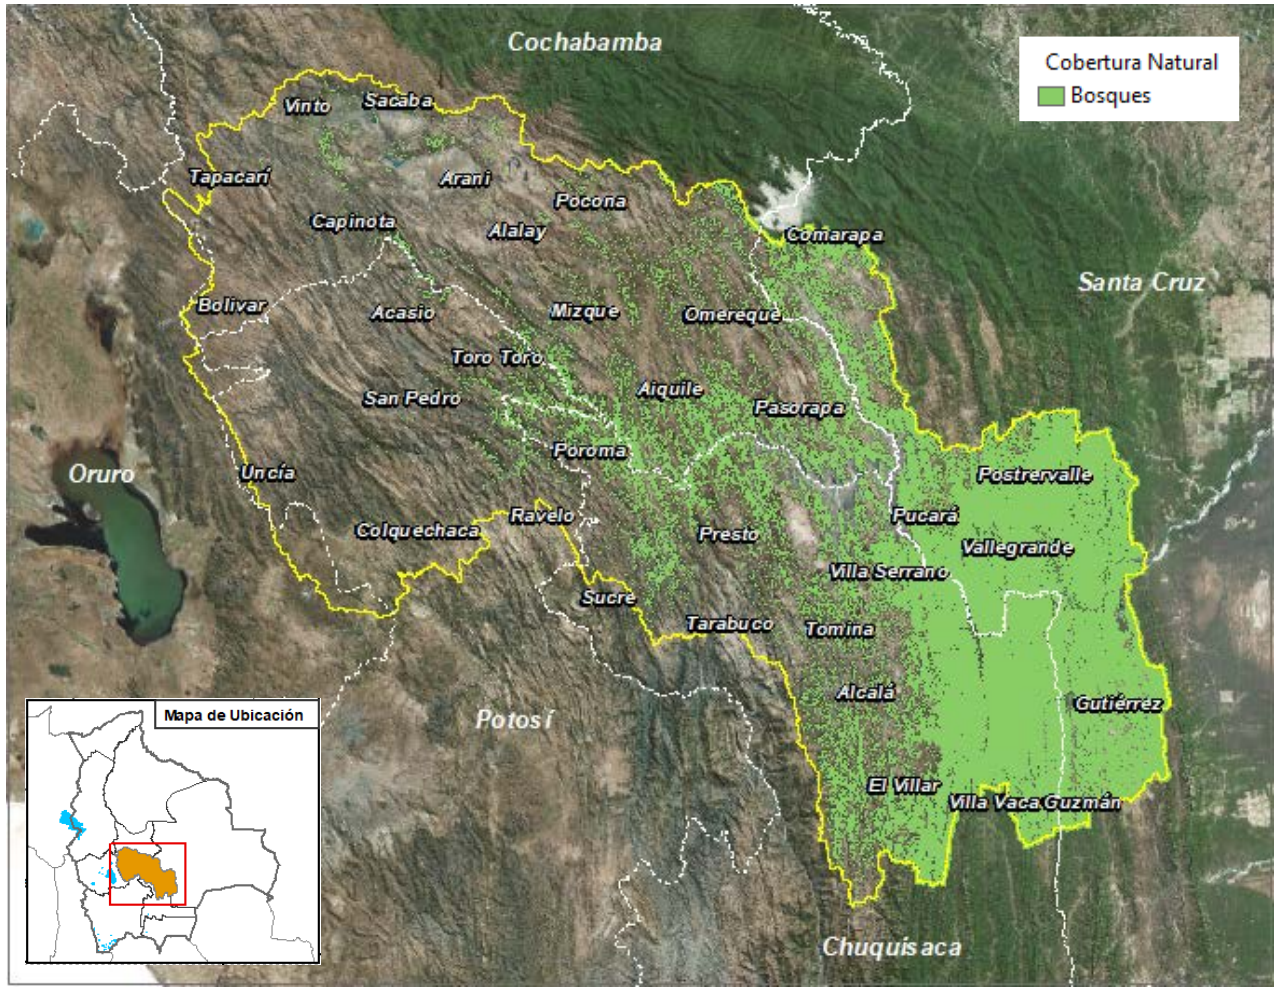 Cochabamba
Cobertura Natural
Bosques
Vinto
Sacaba
Tapacarí
Arani
Pocona
Capinota
Alalay
Comarapa
Santa Cruz
Bolivar
Acasio
Mizque
Omereque
Toro Toro
San Pedro
Aiquile
Pasorapa
Poroma
Oruro
Uncía
Postrervalle
Colquechaca
Ravelo
Pucará
Presto
Vallegrande
Villa Serrano
Sucre
Tarabuco
Tomina
Alcalá
Gutiérrez
Mapa de Ubicación
Potosí
El Villar
Villa Vaca Guzmán
Chuquisaca